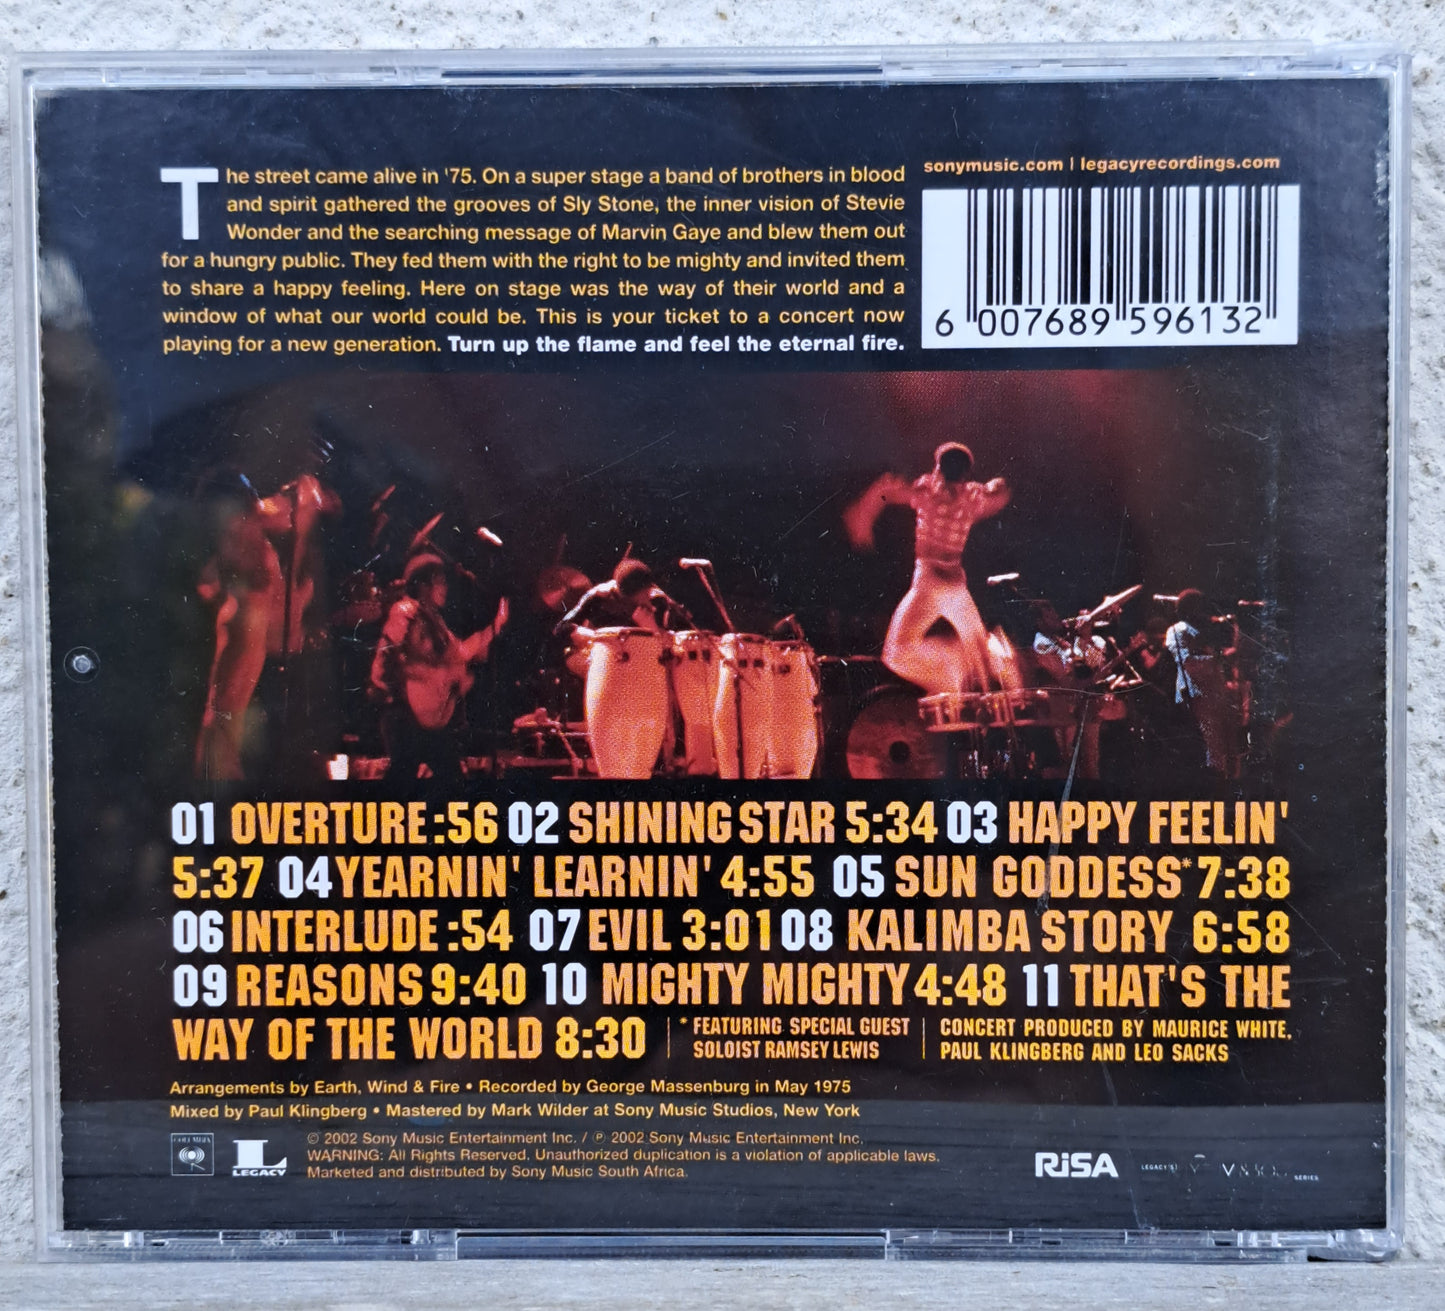 The street came alive in '75. On a super stage a band of brothers in blood
and spirit gathered the grooves of Sly Stone, the inner vision of Stevie
Wonder and the searching message of Marvin Gaye and blew them out
for a hungry public. They fed them with the right to be mighty and invited them
to share a happy feeling. Here on stage was the way of their world and a
window of what our world could be. This is your ticket to a concert now
playing for a new generation. Turn up the flame and feel the eternal fire.
sonymusic.com | legacyrecordings.com
6 007689 596132
01 OVERTURE :56 02 SHINING STAR 5:34 03 HAPPY FEELIN'
5:37 04 YEARNIN' LEARNIN' 4:55 05 SUN GODDESS* 7:38
06 INTERLUDE :54 07 EVIL 3:01 08 KALIMBA STORY 6:58
09 REASONS 9:40 10 MIGHTY MIGHTY 4:48 11 THAT'S THE
WAY OF THE WORLD 8:30
* FEATURING SPECIAL GUEST
SOLOIST RAMSEY LEWIS
CONCERT PRODUCED BY MAURICE WHITE,
PAUL KLINGBERG AND LEO SACKS
Arrangements by Earth, Wind & Fire • Recorded by George Massenburg in May 1975
Mixed by Paul Klingberg • Mastered by Mark Wilder at Sony Music Studios, New York
COLUMBIA
LEGACY
© 2002 Sony Music Entertainment Inc. / ℗ 2002 Sony Music Entertainment Inc.
WARNING: All Rights Reserved. Unauthorized duplication is a violation of applicable laws.
Marketed and distributed by Sony Music South Africa.
RiSA
LEGACY'S
SERIES